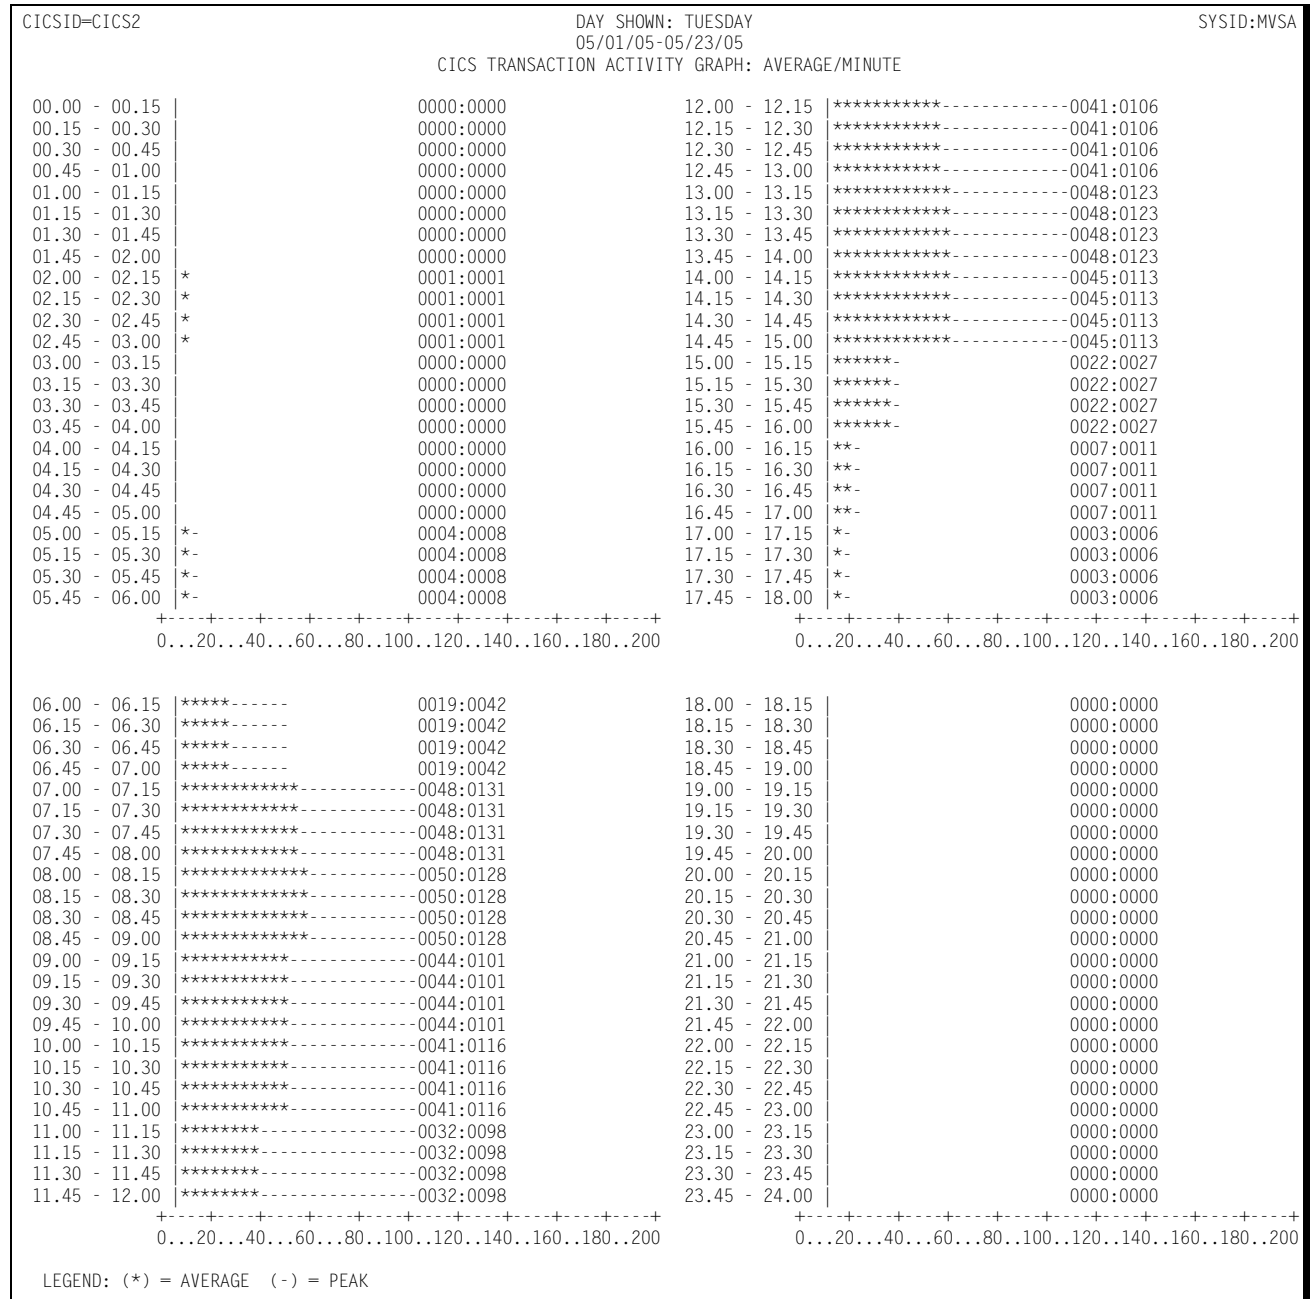 CICSID=CICS2 DAY SHOWN: TUESDAY SYSID:MVSA
05/01/05-05/23/05
CICS TRANSACTION ACTIVITY GRAPH: AVERAGE/MINUTE
00.00 - 00.15 | 0000:0000 12.00 - 12.15 |***********-------------0041:0106
00.15 - 00.30 | 0000:0000 12.15 - 12.30 |***********-------------0041:0106
00.30 - 00.45 | 0000:0000 12.30 - 12.45 |***********-------------0041:0106
00.45 - 01.00 | 0000:0000 12.45 - 13.00 |***********-------------0041:0106
01.00 - 01.15 | 0000:0000 13.00 - 13.15 |************------------0048:0123
01.15 - 01.30 | 0000:0000 13.15 - 13.30 |************------------0048:0123
01.30 - 01.45 | 0000:0000 13.30 - 13.45 |************------------0048:0123
01.45 - 02.00 | 0000:0000 13.45 - 14.00 |************------------0048:0123
02.00 - 02.15 |* 0001:0001 14.00 - 14.15 |************------------0045:0113
02.15 - 02.30 |* 0001:0001 14.15 - 14.30 |************------------0045:0113
02.30 - 02.45 |* 0001:0001 14.30 - 14.45 |************------------0045:0113
02.45 - 03.00 |* 0001:0001 14.45 - 15.00 |************------------0045:0113
03.00 - 03.15 | 0000:0000 15.00 - 15.15 |******- 0022:0027
03.15 - 03.30 | 0000:0000 15.15 - 15.30 |******- 0022:0027
03.30 - 03.45 | 0000:0000 15.30 - 15.45 |******- 0022:0027
03.45 - 04.00 | 0000:0000 15.45 - 16.00 |******- 0022:0027
04.00 - 04.15 | 0000:0000 16.00 - 16.15 |**- 0007:0011
04.15 - 04.30 | 0000:0000 16.15 - 16.30 |**- 0007:0011
04.30 - 04.45 | 0000:0000 16.30 - 16.45 |**- 0007:0011
04.45 - 05.00 | 0000:0000 16.45 - 17.00 |**- 0007:0011
05.00 - 05.15 |*- 0004:0008 17.00 - 17.15 |*- 0003:0006
05.15 - 05.30 |*- 0004:0008 17.15 - 17.30 |*- 0003:0006
05.30 - 05.45 |*- 0004:0008 17.30 - 17.45 |*- 0003:0006
05.45 - 06.00 |*- 0004:0008 17.45 - 18.00 |*- 0003:0006
+----+----+----+----+----+----+----+----+----+----+ +----+----+----+----+----+----+----+----+----+----+
0...20...40...60...80..100..120..140..160..180..200 0...20...40...60...80..100..120..140..160..180..200
06.00 - 06.15 |*****------ 0019:0042 18.00 - 18.15 | 0000:0000
06.15 - 06.30 |*****------ 0019:0042 18.15 - 18.30 | 0000:0000
06.30 - 06.45 |*****------ 0019:0042 18.30 - 18.45 | 0000:0000
06.45 - 07.00 |*****------ 0019:0042 18.45 - 19.00 | 0000:0000
07.00 - 07.15 |************------------0048:0131 19.00 - 19.15 | 0000:0000
07.15 - 07.30 |************------------0048:0131 19.15 - 19.30 | 0000:0000
07.30 - 07.45 |************------------0048:0131 19.30 - 19.45 | 0000:0000
07.45 - 08.00 |************------------0048:0131 19.45 - 20.00 | 0000:0000
08.00 - 08.15 |*************-----------0050:0128 20.00 - 20.15 | 0000:0000
08.15 - 08.30 |*************-----------0050:0128 20.15 - 20.30 | 0000:0000
08.30 - 08.45 |*************-----------0050:0128 20.30 - 20.45 | 0000:0000
08.45 - 09.00 |*************-----------0050:0128 20.45 - 21.00 | 0000:0000
09.00 - 09.15 |***********-------------0044:0101 21.00 - 21.15 | 0000:0000
09.15 - 09.30 |***********-------------0044:0101 21.15 - 21.30 | 0000:0000
09.30 - 09.45 |***********-------------0044:0101 21.30 - 21.45 | 0000:0000
09.45 - 10.00 |***********-------------0044:0101 21.45 - 22.00 | 0000:0000
10.00 - 10.15 |***********-------------0041:0116 22.00 - 22.15 | 0000:0000
10.15 - 10.30 |***********-------------0041:0116 22.15 - 22.30 | 0000:0000
10.30 - 10.45 |***********-------------0041:0116 22.30 - 22.45 | 0000:0000
10.45 - 11.00 |***********-------------0041:0116 22.45 - 23.00 | 0000:0000
11.00 - 11.15 |********----------------0032:0098 23.00 - 23.15 | 0000:0000
11.15 - 11.30 |********----------------0032:0098 23.15 - 23.30 | 0000:0000
11.30 - 11.45 |********----------------0032:0098 23.30 - 23.45 | 0000:0000
11.45 - 12.00 |********----------------0032:0098 23.45 - 24.00 | 0000:0000
+----+----+----+----+----+----+----+----+----+----+ +----+----+----+----+----+----+----+----+----+----+
0...20...40...60...80..100..120..140..160..180..200 0...20...40...60...80..100..120..140..160..180..200
LEGEND: (*) = AVERAGE (-) = PEAK